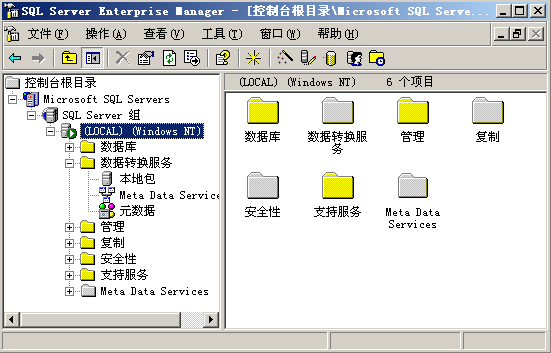 SQL Server Enterprise Manager - [控制台根目录\Microsoft SQL Serve...
文件(F) 操作(A) 查看(V) 工具(T) 窗口(W) 帮助(H)
控制台根目录
Microsoft SQL Servers
SQL Server 组
(LOCAL) (Windows NT)
数据库
数据转换服务
本地包
Meta Data Service
元数据
管理
复制
安全性
支持服务
Meta Data Services
(LOCAL) (Windows NT) 6 个项目
数据库
数据转换服务
管理
复制
安全性
支持服务
Meta Data Services